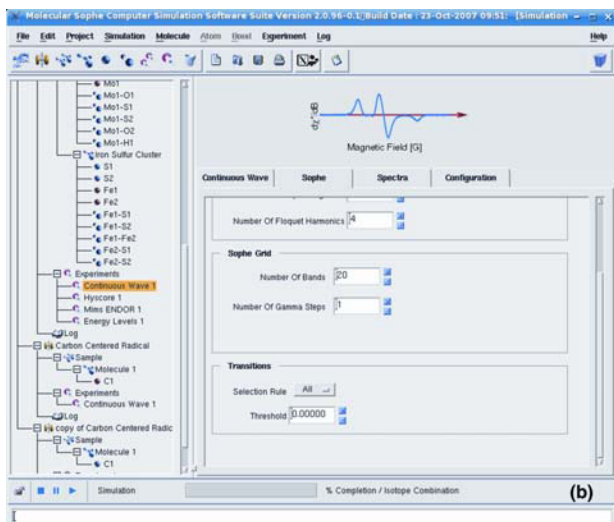 Molecular Sophe Computer Simulation Software Suite Version 2.0.96-0.1 Build Date : 23-Oct-2007 09:51: [Simulation
File Edit Project Simulation Molecule Atom Experiment Log Help
Mo1
Mo1-O1
Mo1-S1
Mo1-S2
Mo1-O2
Mo1-H1
Iron Sulfur Cluster
S1
S2
Fe1
Fe2
Fe1-S1
Fe1-S2
Fe1-Fe2
Fe2-S1
Fe2-S2
Experiments
Continuous Wave 1
Hyscore 1
Mims ENDOR 1
Energy Levels 1
Log
Carbon Centered Radical
Sample
Molecule 1
C1
Experiments
Continuous Wave 1
Log
copy of Carbon Centered Radic
Sample
Molecule 1
C1
dχ''/dB
Magnetic Field [G]
Continuous Wave Sophe Spectra Configuration
Number Of Floquet Harmonics 4
Sophe Grid
Number Of Bands 20
Number Of Gamma Steps 1
Transitions
Selection Rule All
Threshold 0.00000
Simulation % Completion / Isotope Combination (b)